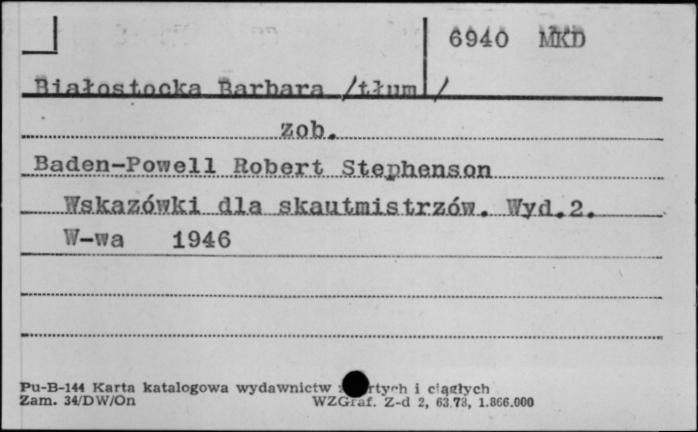 6940 MKD
Białostocka Barbara /tłum/
zob.
Baden-Powell Robert Stephenson
Wskazówki dla skautmistrzów. Wyd.2.
W-wa 1946
Pu-B-144 Karta katalogowa wydawnictw i ciągłych
Zam. 34/DW/On WZGraf. Z-d 2, 63.73, 1.866.000